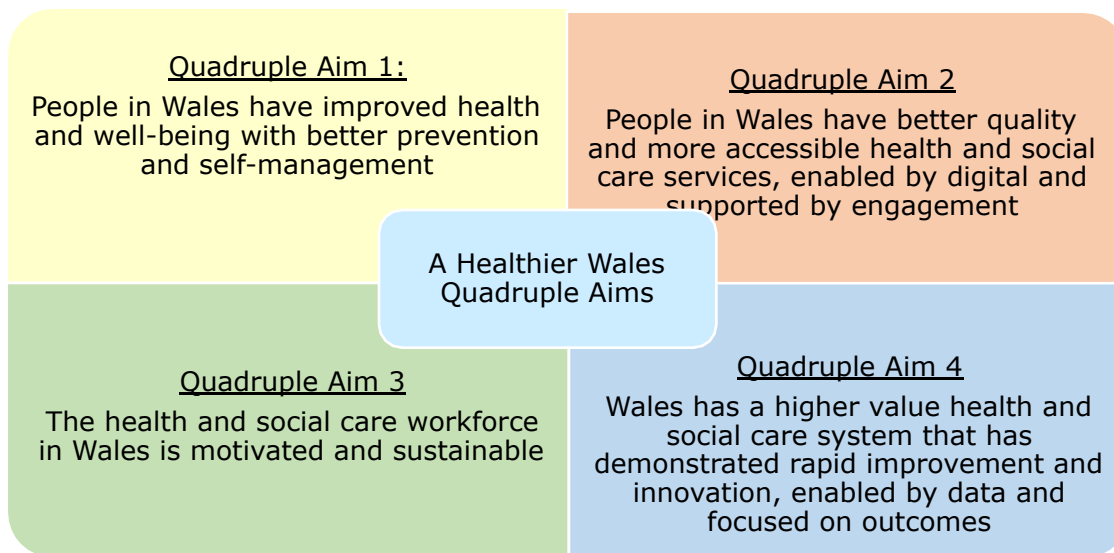 Quadruple Aim 1:
People in Wales have improved health
and well-being with better prevention
and self-management
Quadruple Aim 2
People in Wales have better quality
and more accessible health and social
care services, enabled by digital and
supported by engagement
A Healthier Wales
Quadruple Aims
Quadruple Aim 3
The health and social care workforce
in Wales is motivated and sustainable
Quadruple Aim 4
Wales has a higher value health and
social care system that has
demonstrated rapid improvement and
innovation, enabled by data and
focused on outcomes